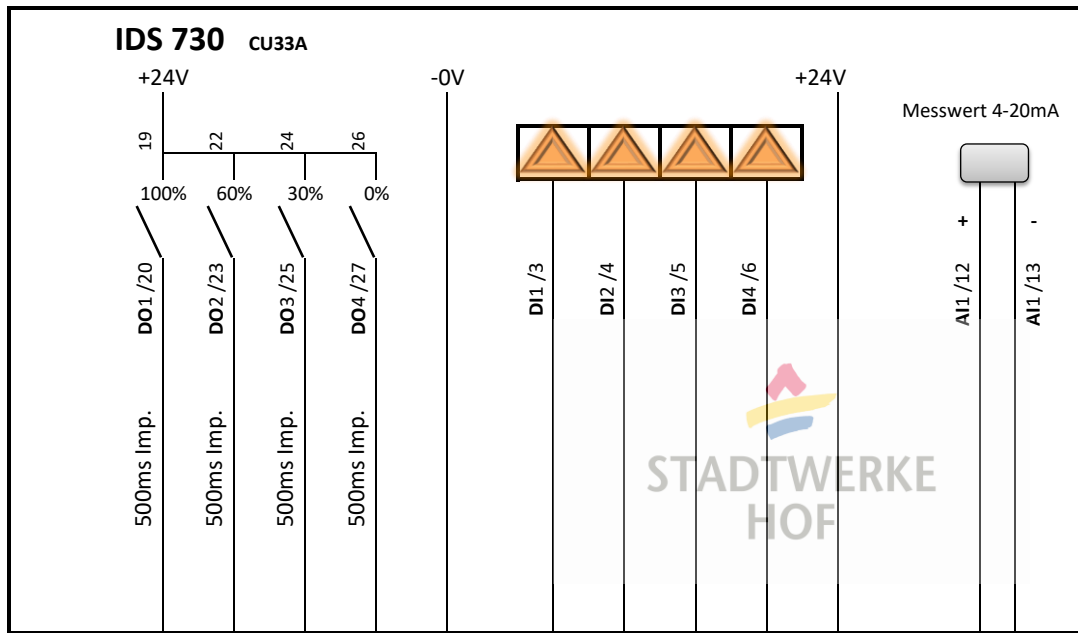 IDS 730 CU33A
+24V
-0V
+24V
Messwert 4-20mA
19
22
24
26
100%
60%
30%
0%
+
-
DO1 /20
DO2 /23
DO3 /25
DO4 /27
DI1 /3
DI2 /4
DI3 /5
DI4 /6
AI1 /12
AI1 /13
500ms Imp.
500ms Imp.
500ms Imp.
500ms Imp.
STADTWERKE
HOF